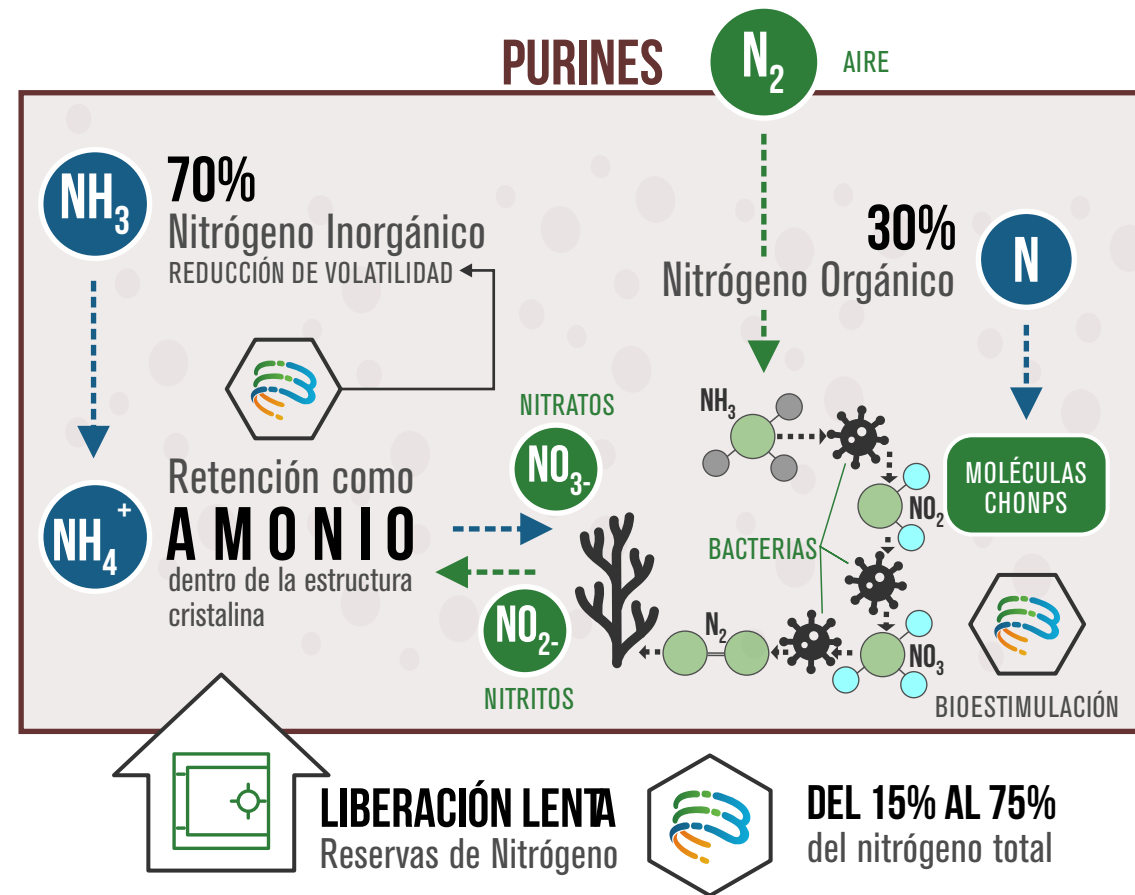 PURINES
N2
AIRE
NH3
70%
Nitrógeno Inorgánico
REDUCCIÓN DE VOLATILIDAD
30%
Nitrógeno Orgánico
N
NH3
NITRATOS
NO3-
MOLÉCULAS
CHONPS
NO2
BACTERIAS
Retención como
AMONIO
dentro de la estructura
cristalina
NH4+
NO2-
NITRITOS
N2
NO3
BIOESTIMULACIÓN
LIBERACIÓN LENTA
Reservas de Nitrógeno
DEL 15% AL 75%
del nitrógeno total